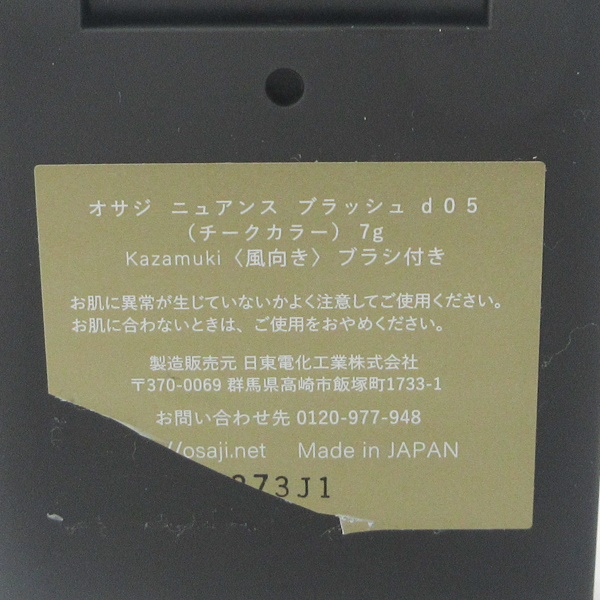 オサジ ニュアンス ブラッシュ d05
（チークカラー） 7g
Kazamuki〈風向き〉ブラシ付き
お肌に異常が生じていないかよく注意してご使用ください。
お肌に合わないときは、ご使用をおやめください。
製造販売元 日東電化工業株式会社
〒370-0069 群馬県高崎市飯塚町1733-1
お問い合わせ先 0120-977-948
//osaji.net Made in JAPAN
273J1